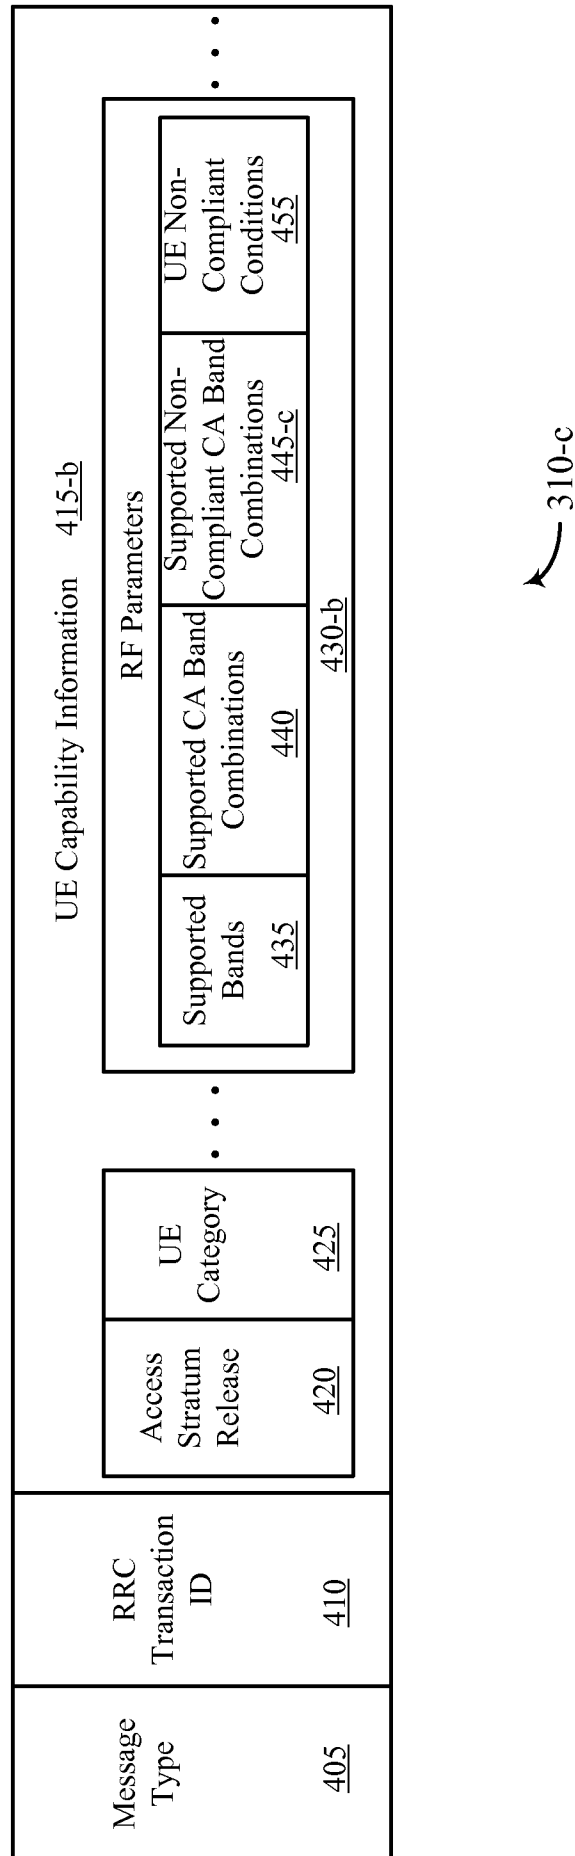 Message
Type
405
RRC
Transaction
ID
410
UE Capability Information 415-b
Access
Stratum
Release
420
UE
Category
425
RF Parameters
Supported
Bands
435
Supported CA Band
Combinations
440
Supported Non-
Compliant CA Band
Combinations
445-c
UE Non-
Compliant
Conditions
455
430-b
310-c